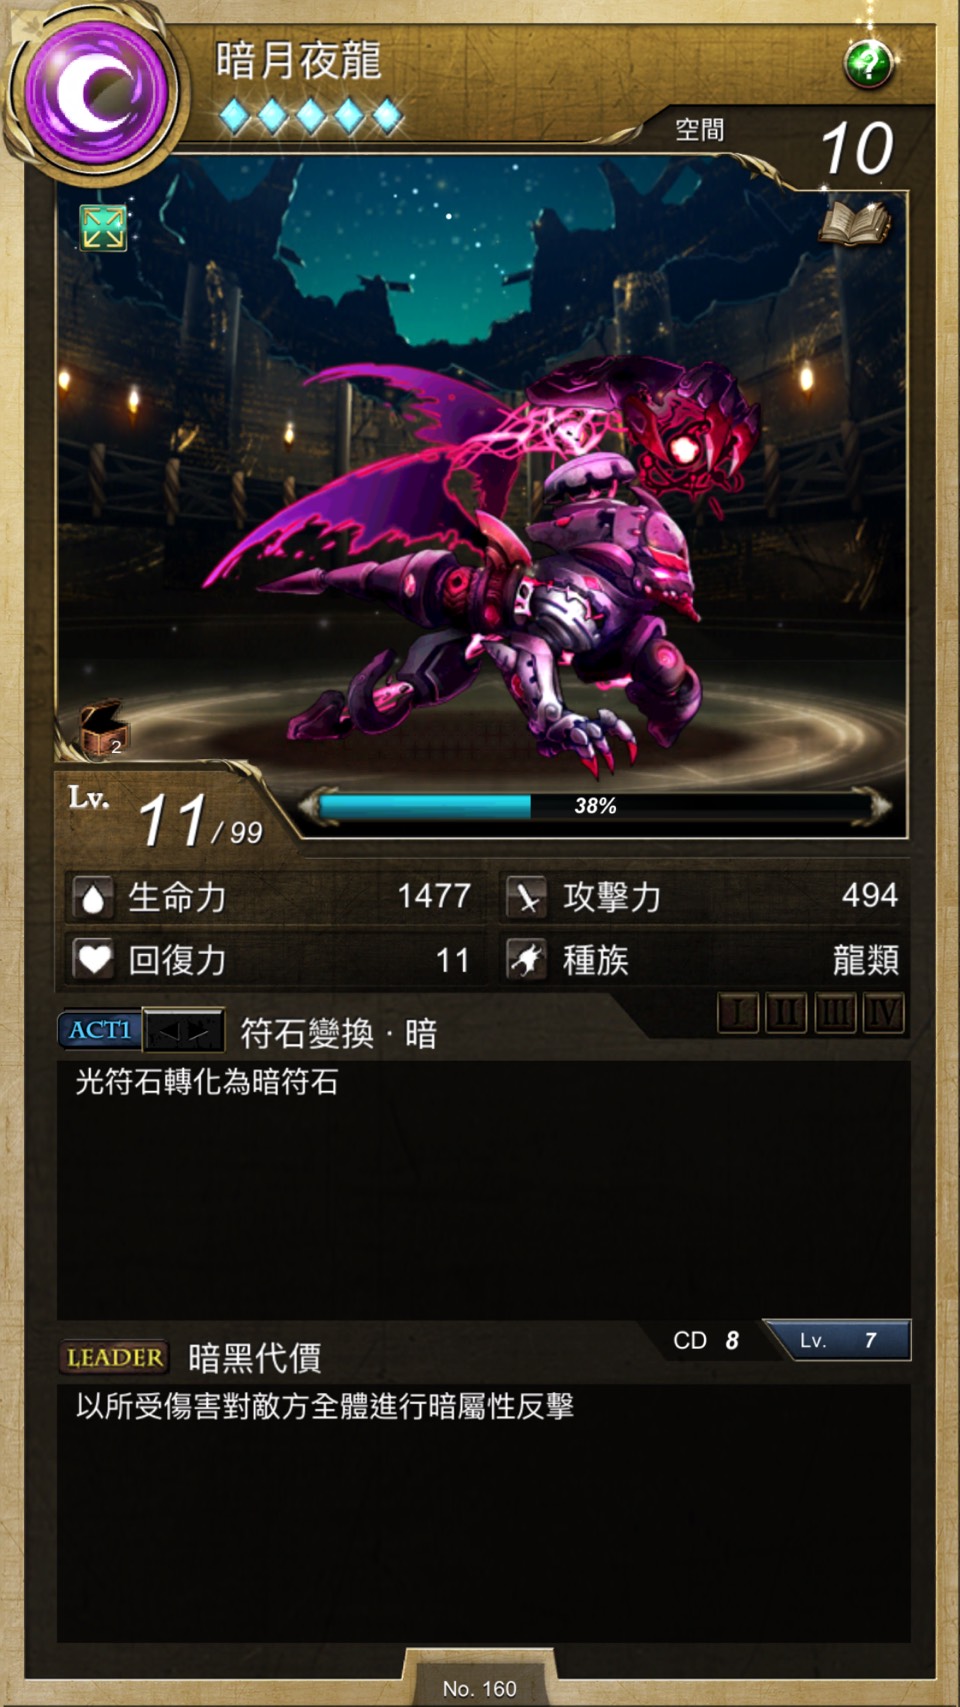 暗月夜龍
?
空間
10
2
Lv. 11 / 99
38%
生命力 1477
攻擊力 494
回復力 11
種族 龍類
I II III IV
ACT1 符石變換 · 暗
光符石轉化為暗符石
CD 8
Lv. 7
LEADER 暗黑代價
以所受傷害對敵方全體進行暗屬性反擊
No. 160